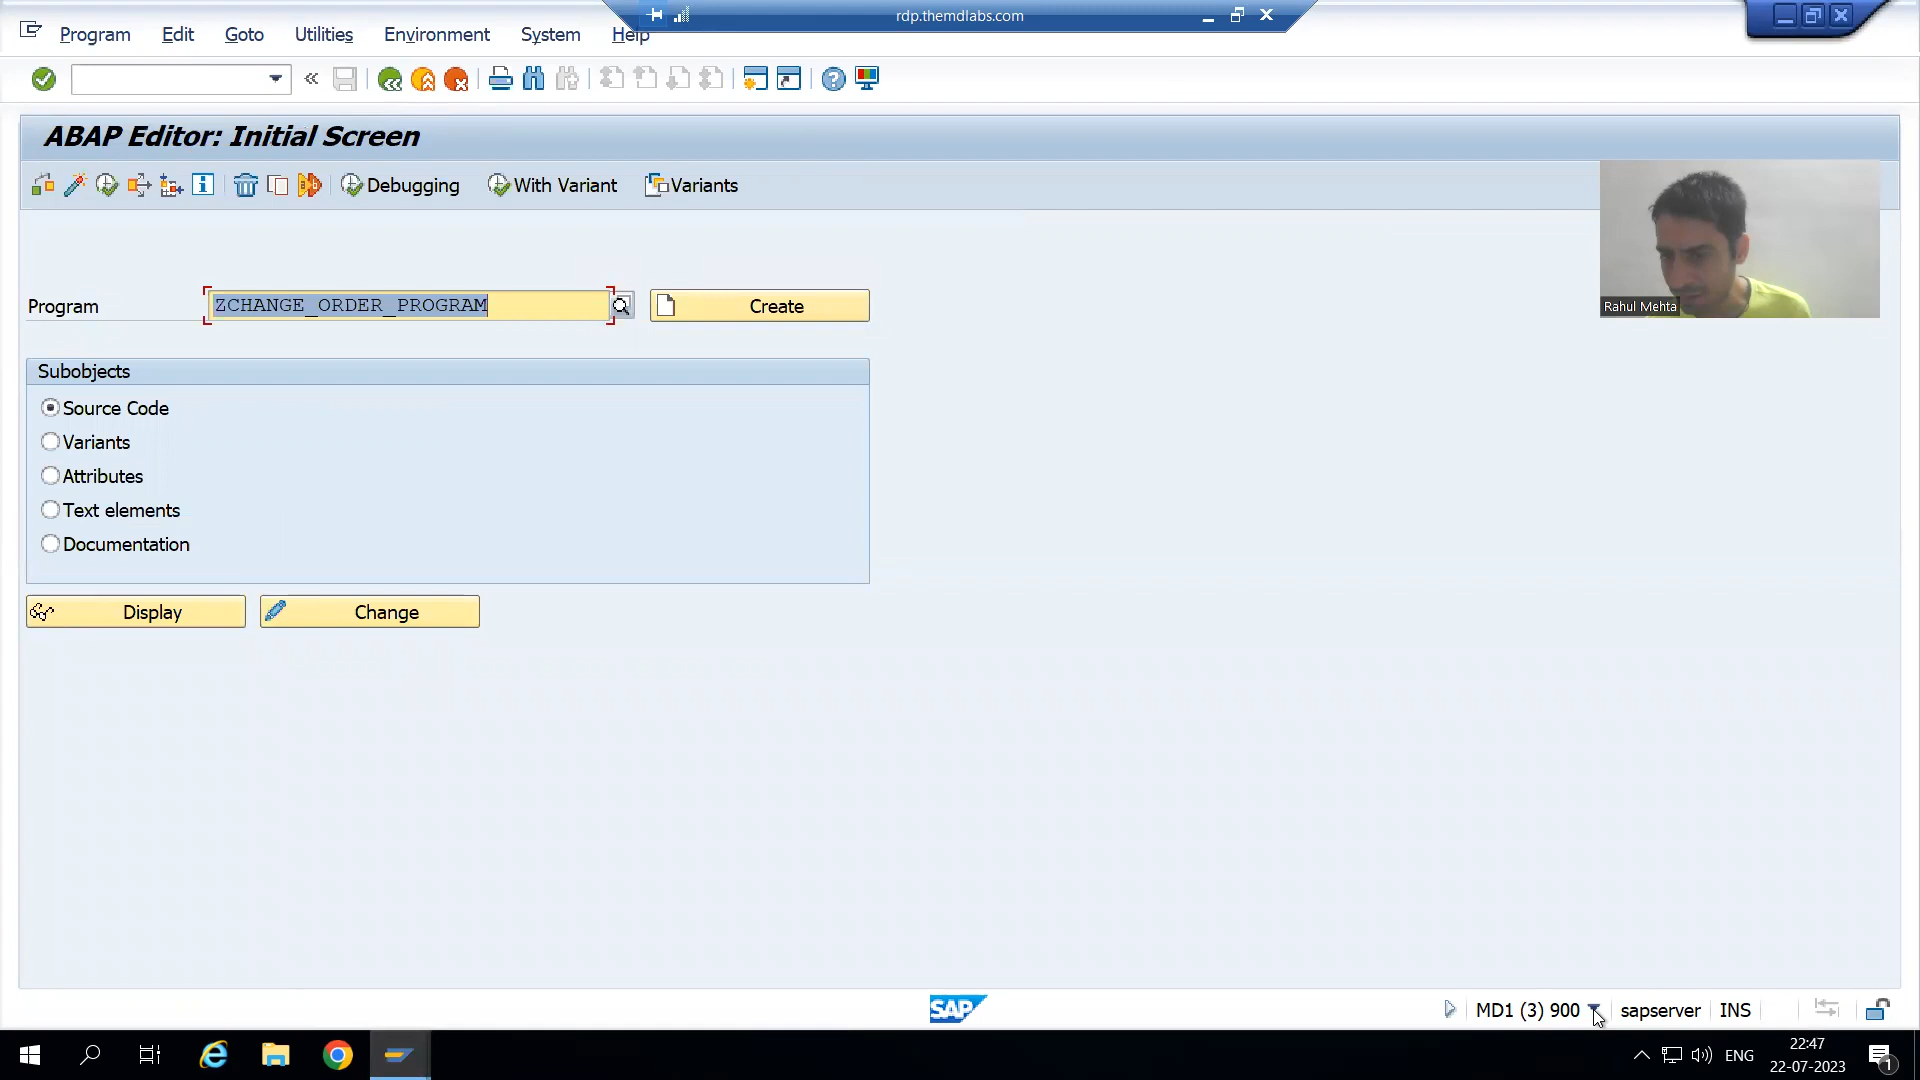 rdp.themdlabs.com
Program Edit Goto Utilities Environment System Help
ABAP Editor: Initial Screen
Debugging With Variant Variants
Rahul Mehta
Program ZCHANGE_ORDER_PROGRAM Create
Subobjects
Source Code
Variants
Attributes
Text elements
Documentation
Display Change
SAP MD1 (3) 900 sapserver INS
ENG 22:47
22-07-2023 1